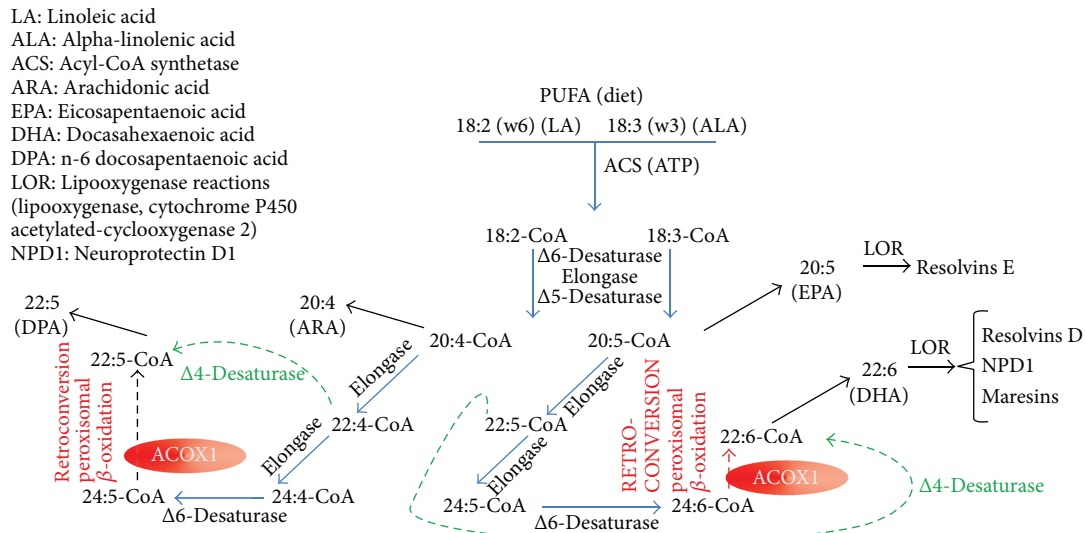 LA: Linoleic acid
ALA: Alpha-linolenic acid
ACS: Acyl-CoA synthetase
ARA: Arachidonic acid
EPA: Eicosapentaenoic acid
DHA: Docasahexaenoic acid
DPA: n-6 docosapentaenoic acid
LOR: Lipooxygenase reactions
(lipooxygenase, cytochrome P450
acetylated-cyclooxygenase 2)
NPD1: Neuroprotectin D1
PUFA (diet)
18:2 (w6) (LA)
18:3 (w3) (ALA)
ACS (ATP)
18:2-CoA
18:3-CoA
Δ6-Desaturase
Elongase
Δ5-Desaturase
20:5
(EPA)
LOR
Resolvins E
22:5
(DPA)
20:4
(ARA)
20:4-CoA
20:5-CoA
22:5-CoA
Δ4-Desaturase
Elongase
22:4-CoA
Elongase
24:4-CoA
Δ6-Desaturase
24:5-CoA
ACOX1
Retroconversion
peroxisomal
β-oxidation
Elongase
22:5-CoA
Elongase
24:5-CoA
Δ6-Desaturase
24:6-CoA
RETRO-
CONVERSION
peroxisomal
β-oxidation
ACOX1
22:6-CoA
Δ4-Desaturase
22:6
(DHA)
LOR
Resolvins D
NPD1
Maresins